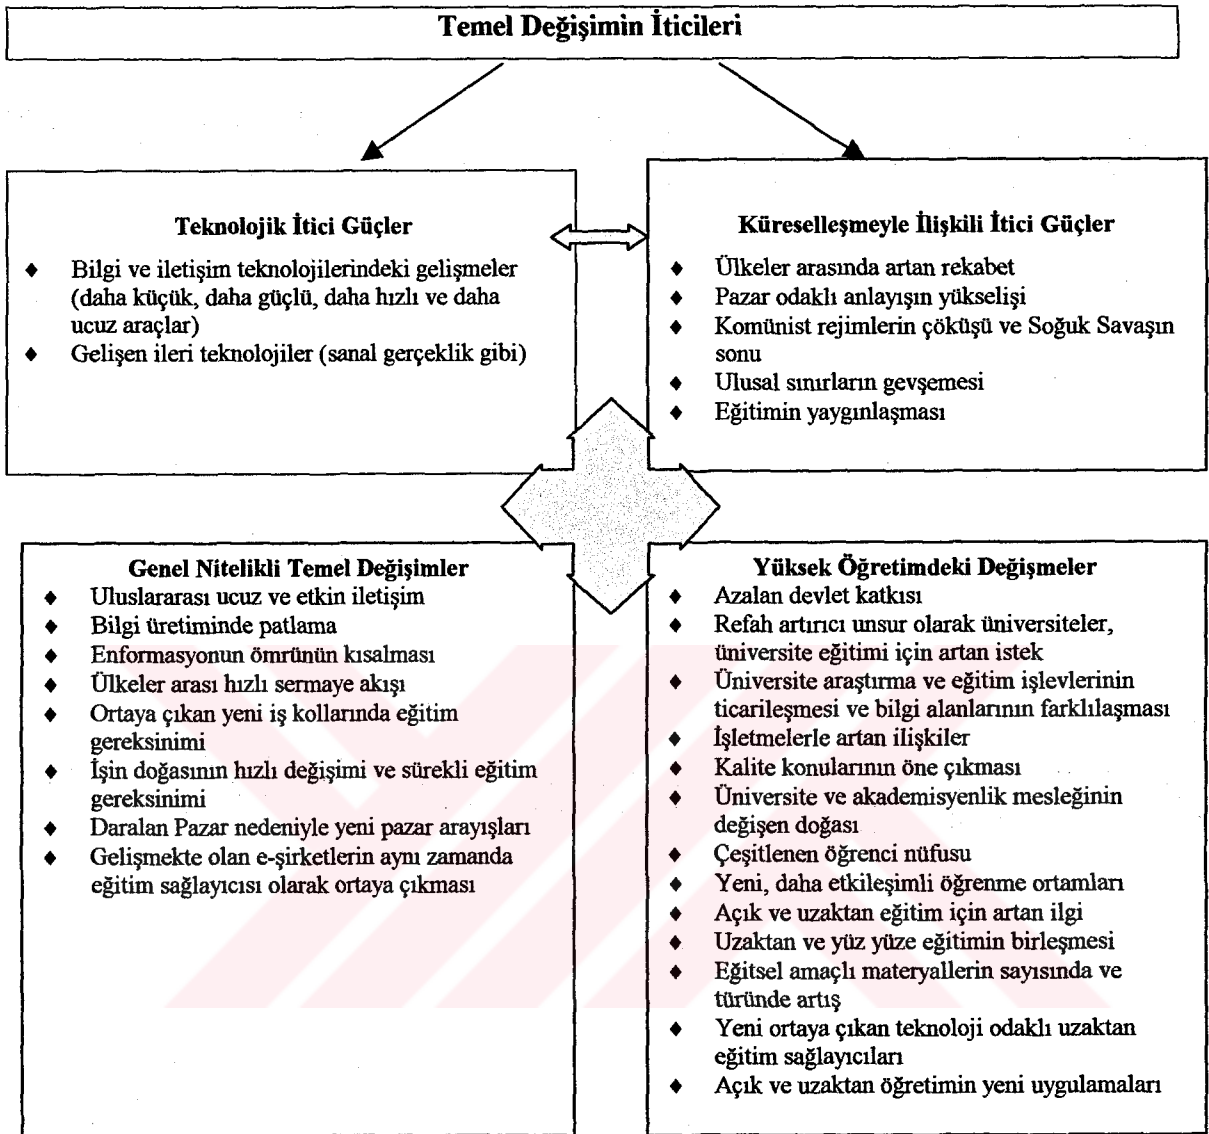 Temel Değişimin İticileri
Teknolojik İtici Güçler
♦ Bilgi ve iletişim teknolojilerindeki gelişmeler
(daha küçük, daha güçlü, daha hızlı ve daha
ucuz araçlar)
♦ Gelişen ileri teknolojiler (sanal gerçeklik gibi)
Küreselleşmeyle İlişkili İtici Güçler
♦ Ülkeler arasında artan rekabet
♦ Pazar odaklı anlayışın yükselişi
♦ Komünist rejimlerin çöküşü ve Soğuk Savaşın
sonu
♦ Ulusal sınırların gevşemesi
♦ Eğitimin yaygınlaşması
Genel Nitelikli Temel Değişimler
♦ Uluslararası ucuz ve etkin iletişim
♦ Bilgi üretiminde patlama
♦ Enformasyonun ömrünün kısalması
♦ Ülkeler arası hızlı sermaye akışı
♦ Ortaya çıkan yeni iş kollarında eğitim
gereksinimi
♦ İşin doğasının hızlı değişimi ve sürekli eğitim
gereksinimi
♦ Daralan Pazar nedeniyle yeni pazar arayışları
♦ Gelişmekte olan e-şirketlerin aynı zamanda
eğitim sağlayıcısı olarak ortaya çıkması
Yüksek Öğretimdeki Değişmeler
♦ Azalan devlet katkısı
♦ Refah artırıcı unsur olarak üniversiteler,
üniversite eğitimi için artan istek
♦ Üniversite araştırma ve eğitim işlevlerinin
ticarileşmesi ve bilgi alanlarının farklılaşması
♦ İşletmelerle artan ilişkiler
♦ Kalite konularının öne çıkması
♦ Üniversite ve akademisyenlik mesleğinin
değişen doğası
♦ Çeşitlenen öğrenci nüfusu
♦ Yeni, daha etkileşimli öğrenme ortamları
♦ Açık ve uzaktan eğitim için artan ilgi
♦ Uzaktan ve yüz yüze eğitimin birleşmesi
♦ Eğitsel amaçlı materyallerin sayısında ve
türünde artış
♦ Yeni ortaya çıkan teknoloji odaklı uzaktan
eğitim sağlayıcıları
♦ Açık ve uzaktan öğretimin yeni uygulamaları